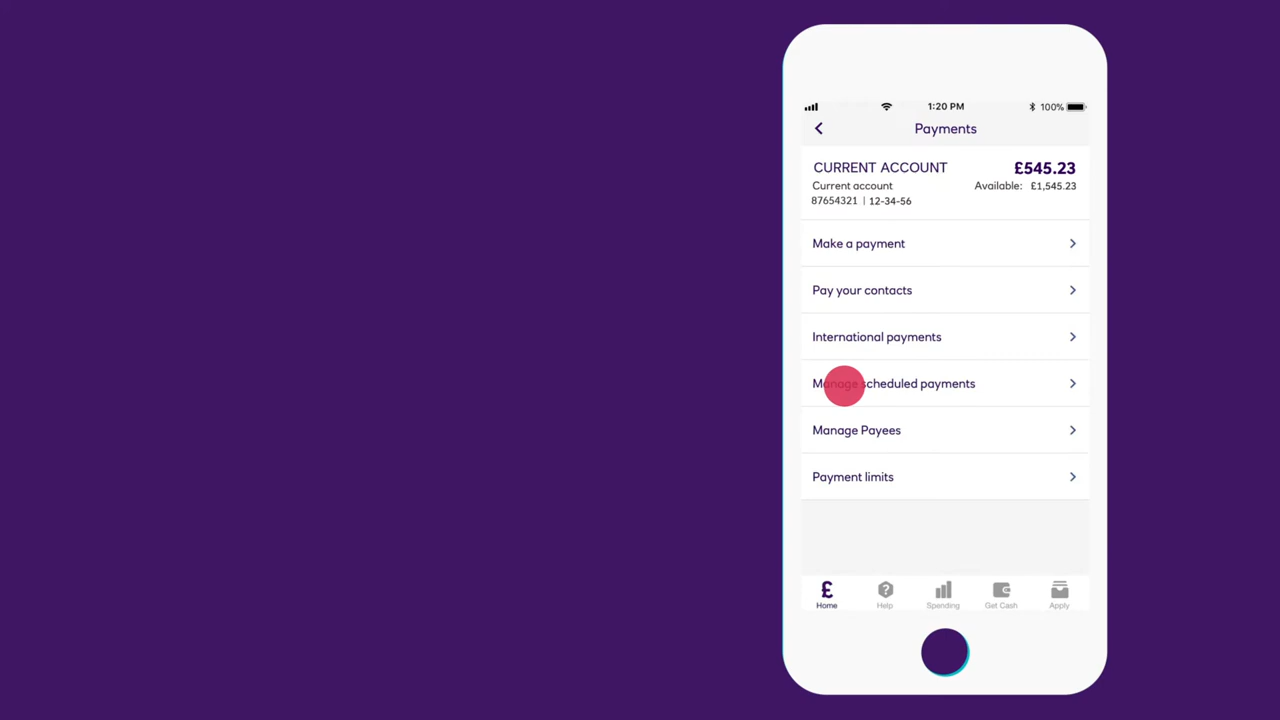 1:20 PM
100%
Payments
CURRENT ACCOUNT
£545.23
Current account
Available: £1,545.23
87654321 | 12-34-56
Make a payment
Pay your contacts
International payments
Manage scheduled payments
Manage Payees
Payment limits
£
Home
?
Help
Spending
Get Cash
Apply